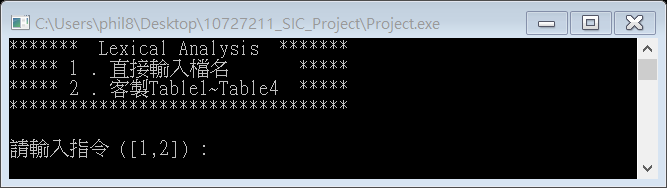 C:\Users\phil8\Desktop\10727211_SIC_Project\Project.exe
*******  Lexical Analysis  *******
***** 1 . 直接輸入檔名       *****
***** 2 . 客製Table1~Table4  *****
**********************************
請輸入指令 ([1,2]) :